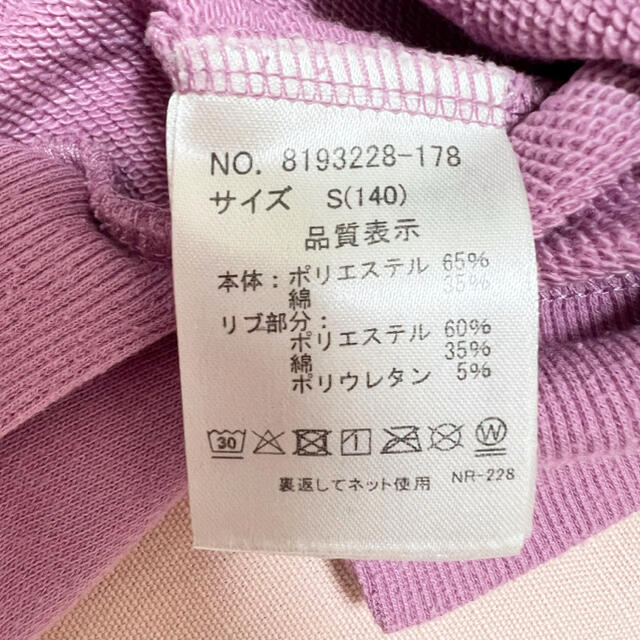 NO. 8193228-178
サイズ S(140)
品質表示
本体：ポリエステル 65%
綿 35%
リブ部分：
ポリエステル 60%
綿 35%
ポリウレタン 5%
30 W
裏返してネット使用 NR-228